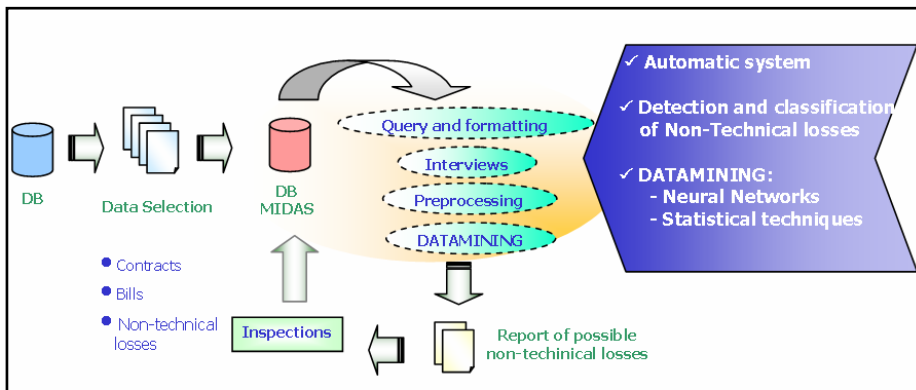 DB
Data Selection
DB
MIDAS
• Contracts
• Bills
• Non-technical
losses
Query and formatting
Interviews
Preprocessing
DATAMINING
Report of possible
non-techinical losses
Inspections
✓ Automatic system
✓ Detection and classification
of Non-Technical losses
✓ DATAMINING:
- Neural Networks
- Statistical techniques